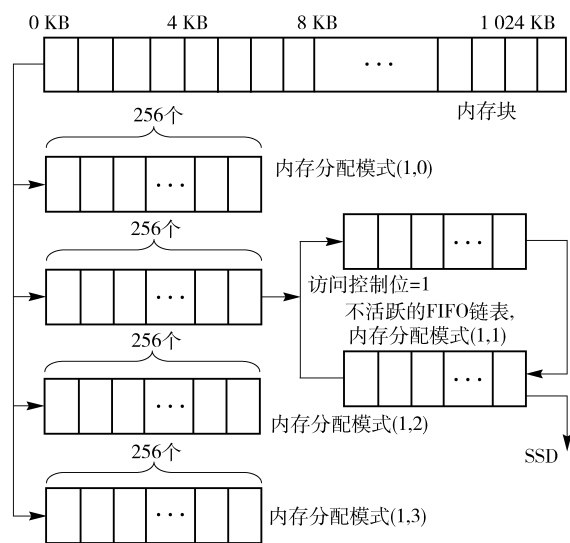 0 KB 4 KB 8 KB 1 024 KB
···
内存块
256个
··· 内存分配模式(1,0)
256个
···
···
访问控制位=1
不活跃的FIFO链表,
内存分配模式(1,1)
256个
···
···
内存分配模式(1,2)
SSD
256个
··· 内存分配模式(1,3)